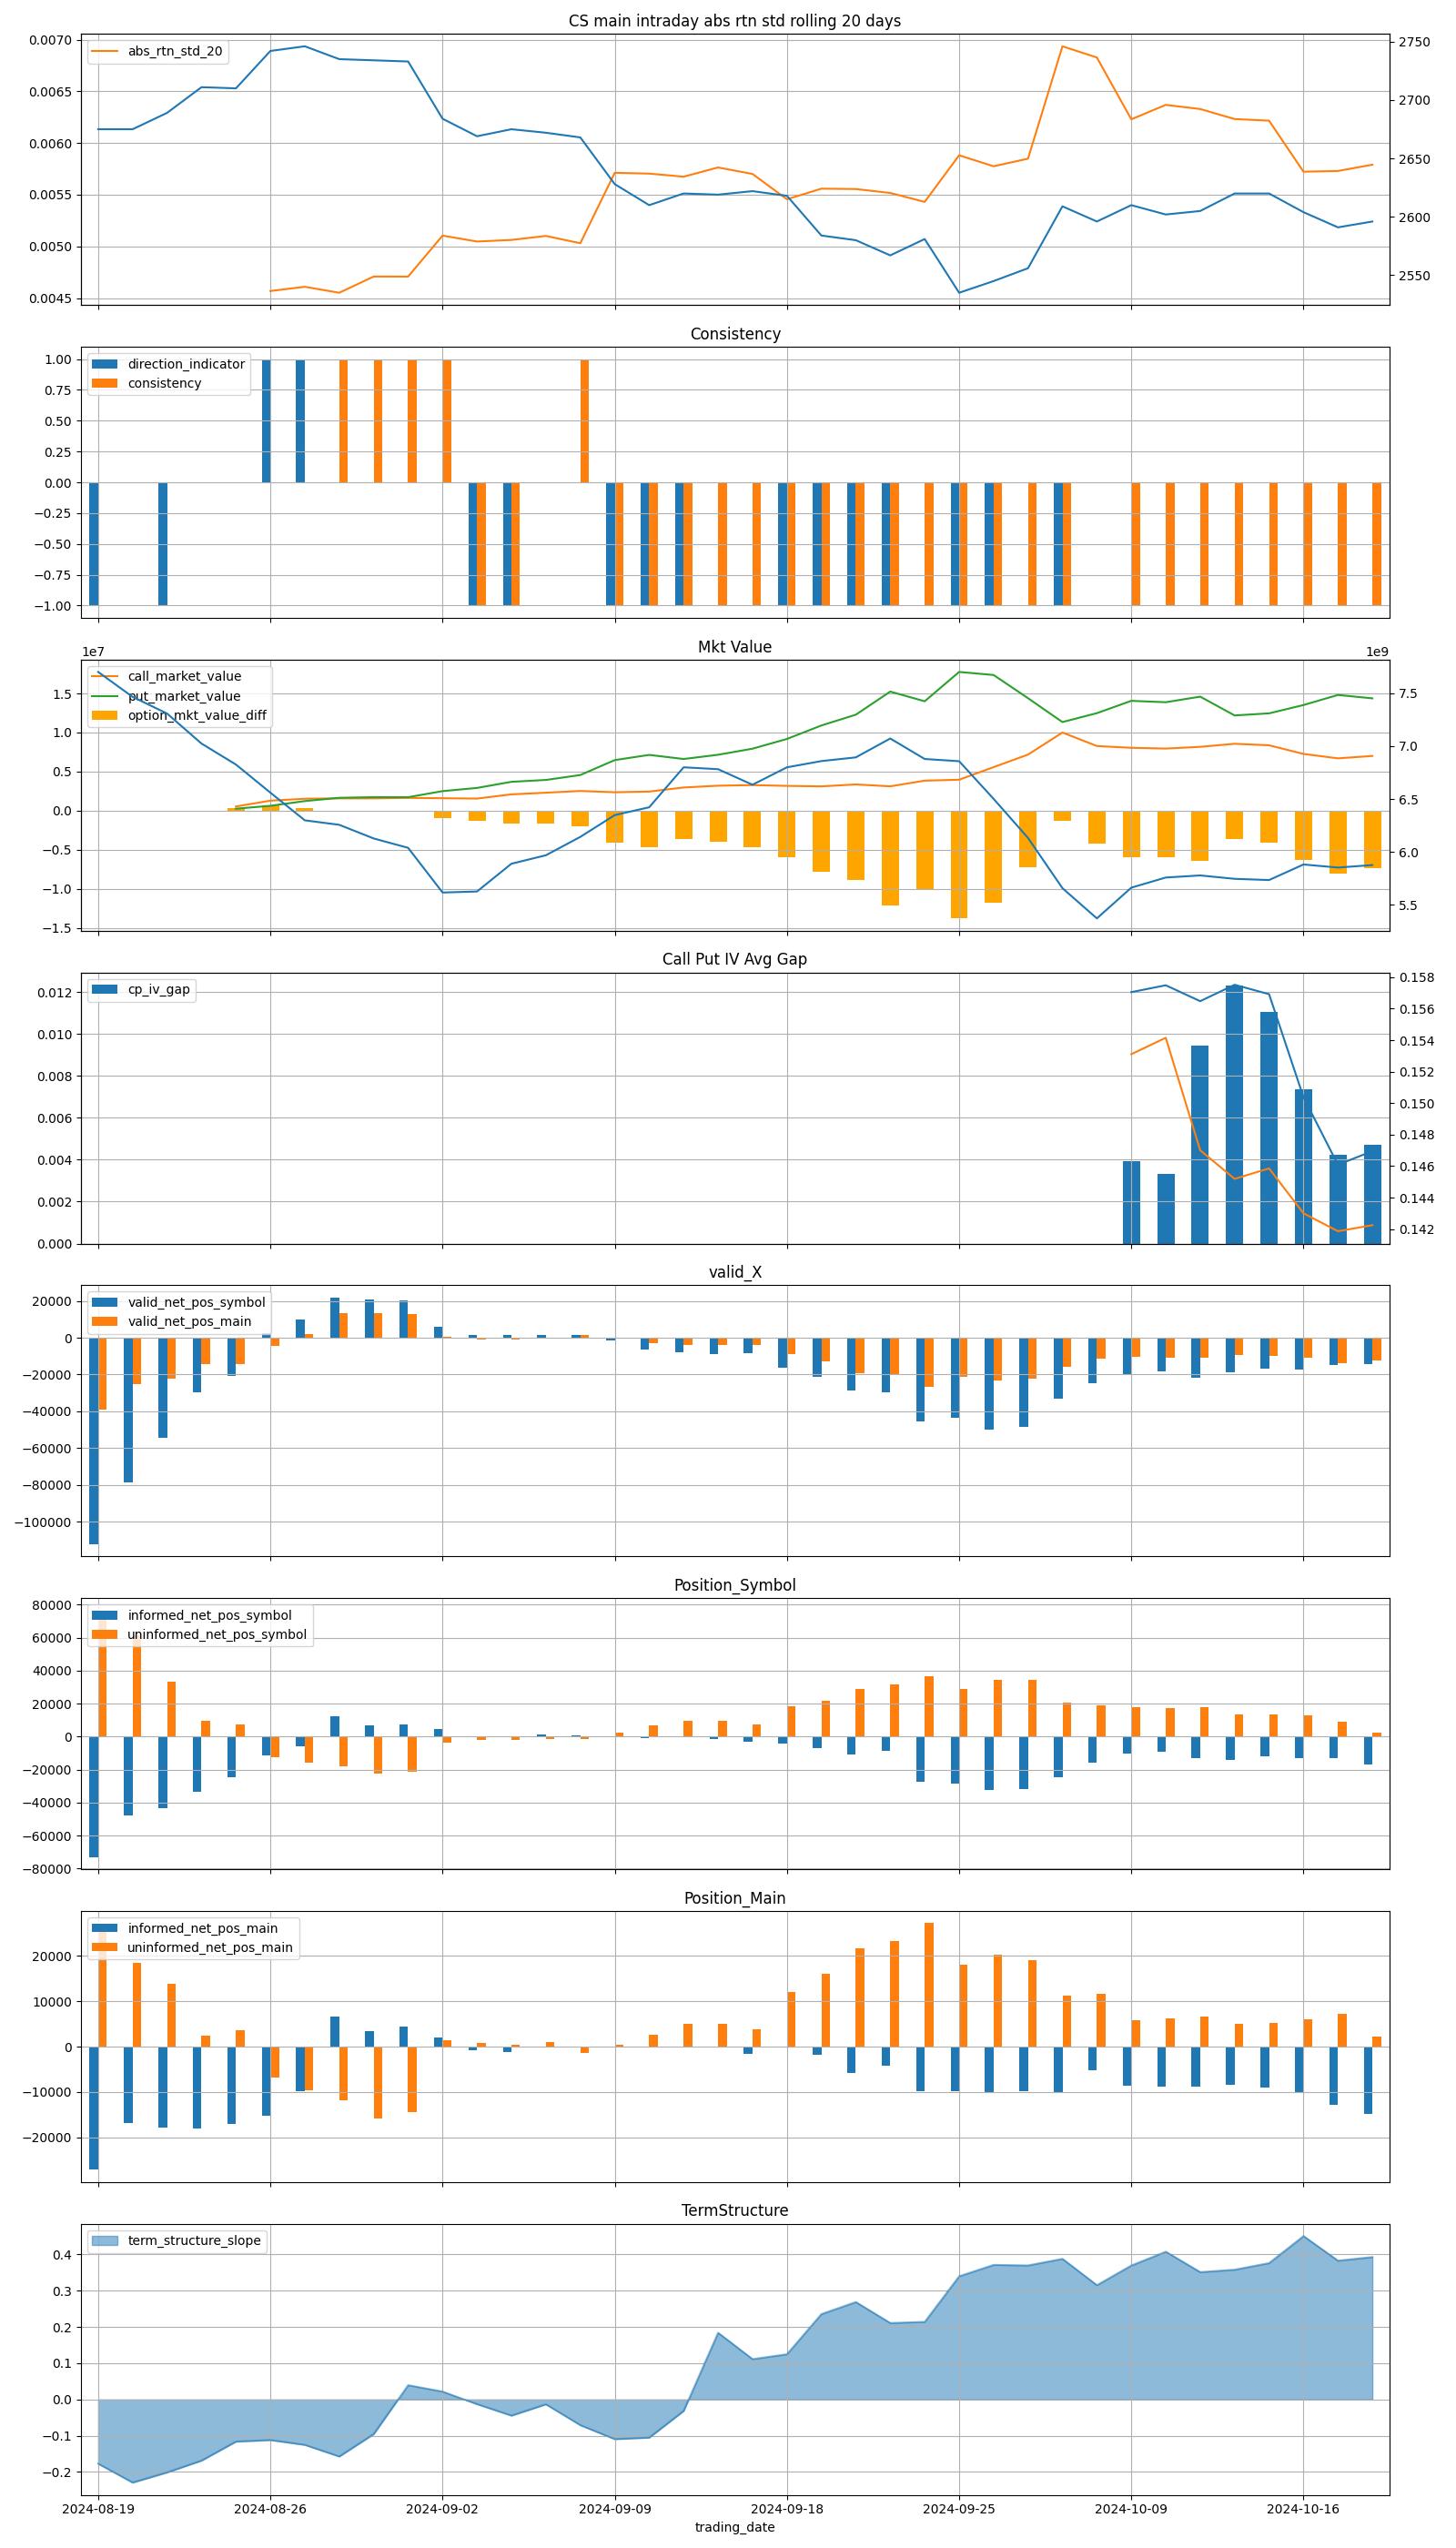 CS main intraday abs rtn std rolling 20 days
abs_rtn_std_20
0.0070
0.0065
0.0060
0.0055
0.0050
0.0045
2750
2700
2650
2600
2550
Consistency
direction_indicator
consistency
1.00
0.75
0.50
0.25
0.00
−0.25
−0.50
−0.75
−1.00
Mkt Value
1e7
1e9
call_market_value
put_market_value
option_mkt_value_diff
1.5
1.0
0.5
0.0
−0.5
−1.0
−1.5
7.5
7.0
6.5
6.0
5.5
Call Put IV Avg Gap
cp_iv_gap
0.012
0.010
0.008
0.006
0.004
0.002
0.000
0.158
0.156
0.154
0.152
0.150
0.148
0.146
0.144
0.142
valid_X
valid_net_pos_symbol
valid_net_pos_main
20000
0
−20000
−40000
−60000
−80000
−100000
Position_Symbol
informed_net_pos_symbol
uninformed_net_pos_symbol
80000
60000
40000
20000
0
−20000
−40000
−60000
−80000
Position_Main
informed_net_pos_main
uninformed_net_pos_main
20000
10000
0
−10000
−20000
TermStructure
term_structure_slope
0.4
0.3
0.2
0.1
0.0
−0.1
−0.2
2024-08-19 2024-08-26 2024-09-02 2024-09-09 2024-09-18 2024-09-25 2024-10-09 2024-10-16
trading_date